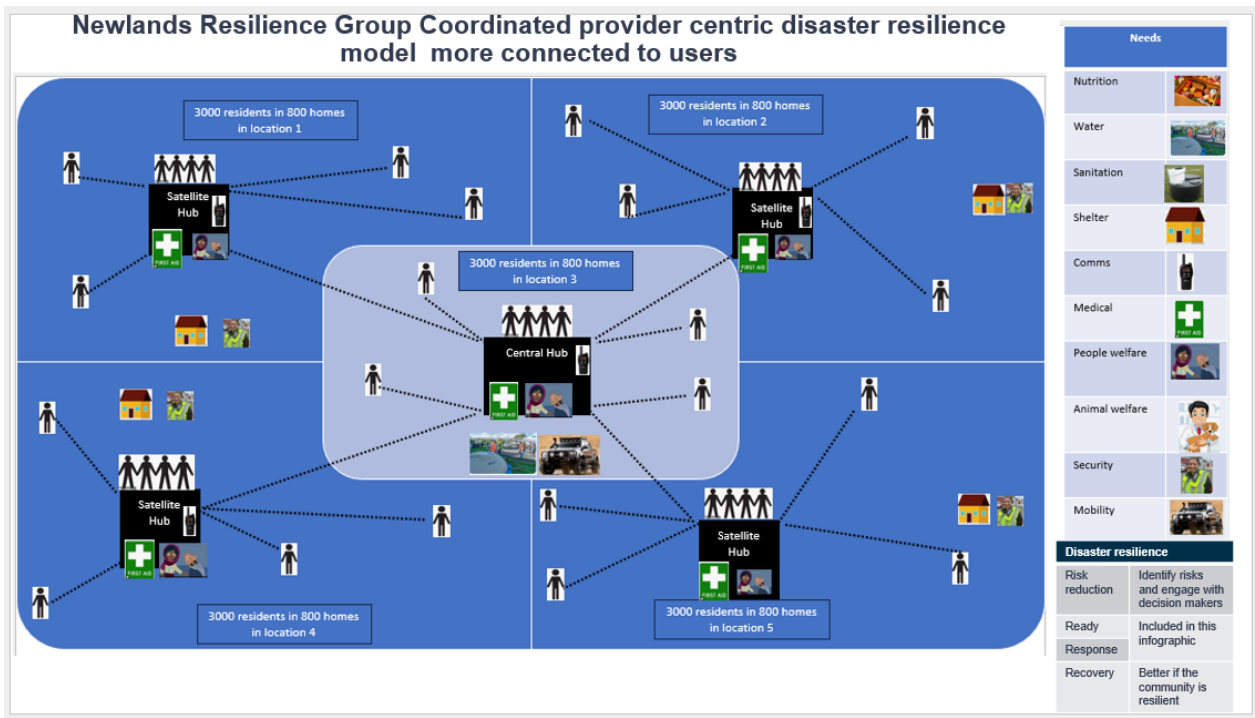 Newlands Resilience Group Coordinated provider centric disaster resilience
model more connected to users
3000 residents in 800 homes
in location 1
Satellite
Hub
FIRST AID
3000 residents in 800 homes
in location 2
Satellite
Hub
FIRST AID
3000 residents in 800 homes
in location 3
Central Hub
FIRST AID
Satellite
Hub
FIRST AID
3000 residents in 800 homes
in location 4
Satellite
Hub
FIRST AID
3000 residents in 800 homes
in location 5
Needs
Nutrition
Water
Sanitation
Shelter
Comms
Medical
FIRST AID
People welfare
Animal welfare
Security
Mobility
Disaster resilience
Risk
reduction
Identify risks
and engage with
decision makers
Ready
Response
Included in this
infographic
Recovery
Better if the
community is
resilient